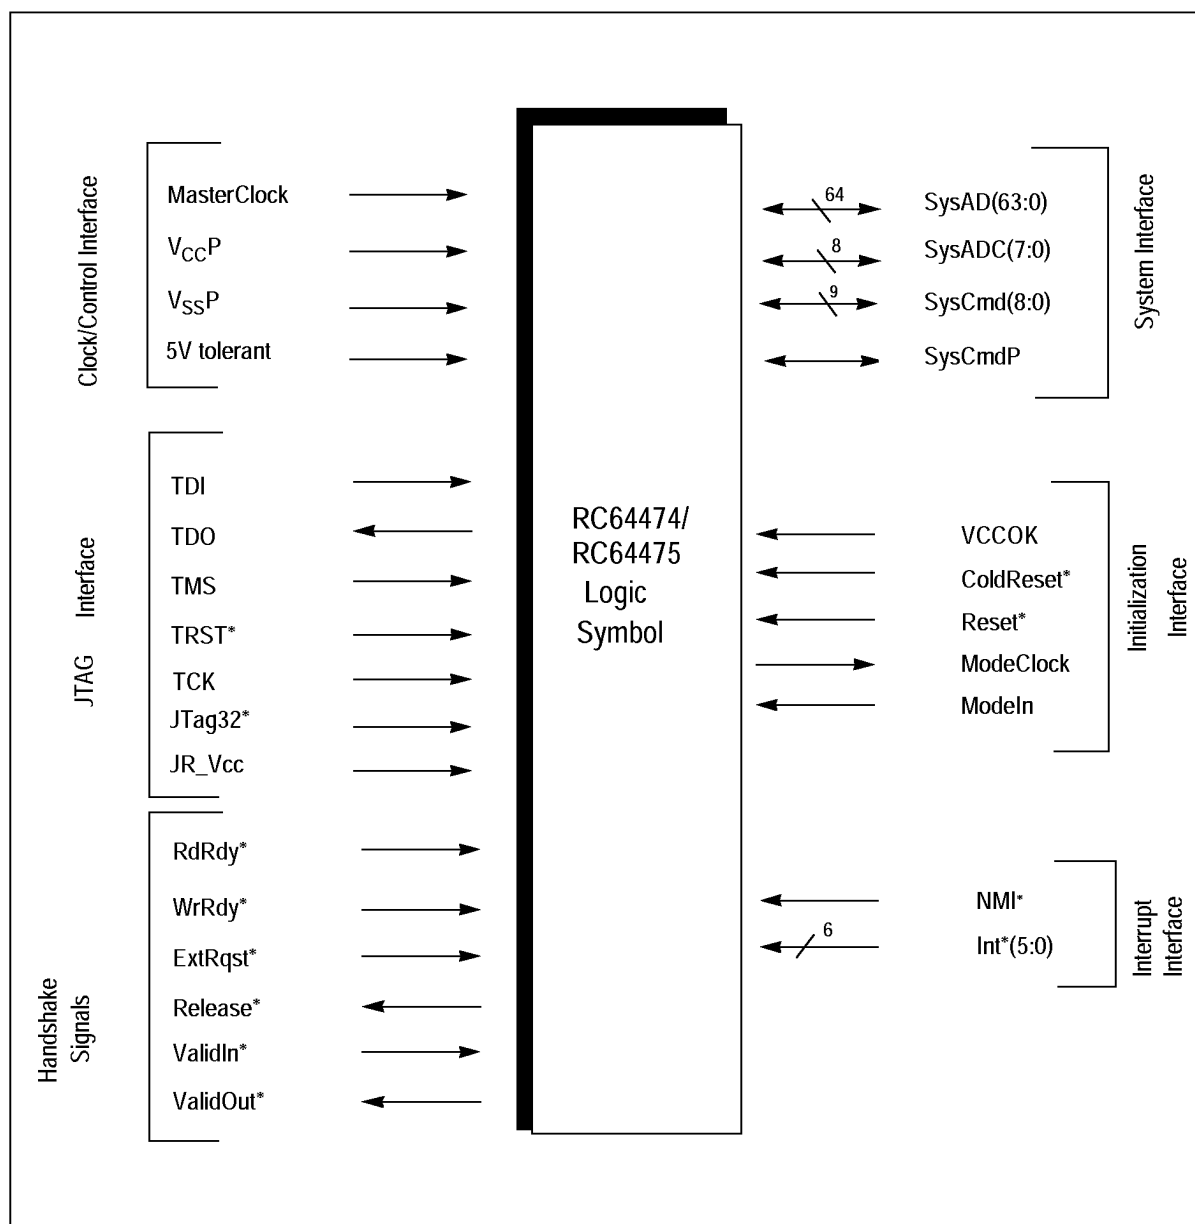 Clock/Control Interface
MasterClock
VCCP
VSSP
5V tolerant
JTAG Interface
TDI
TDO
TMS
TRST*
TCK
JTag32*
JR_Vcc
Handshake
Signals
RdRdy*
WrRdy*
ExtRqst*
Release*
ValidIn*
ValidOut*
RC64474/
RC64475
Logic
Symbol
64
SysAD(63:0)
8
SysADC(7:0)
9
SysCmd(8:0)
SysCmdP
System Interface
VCCOK
ColdReset*
Reset*
ModeClock
ModeIn
Initialization
Interface
NMI*
6
Int*(5:0)
Interrupt
Interface